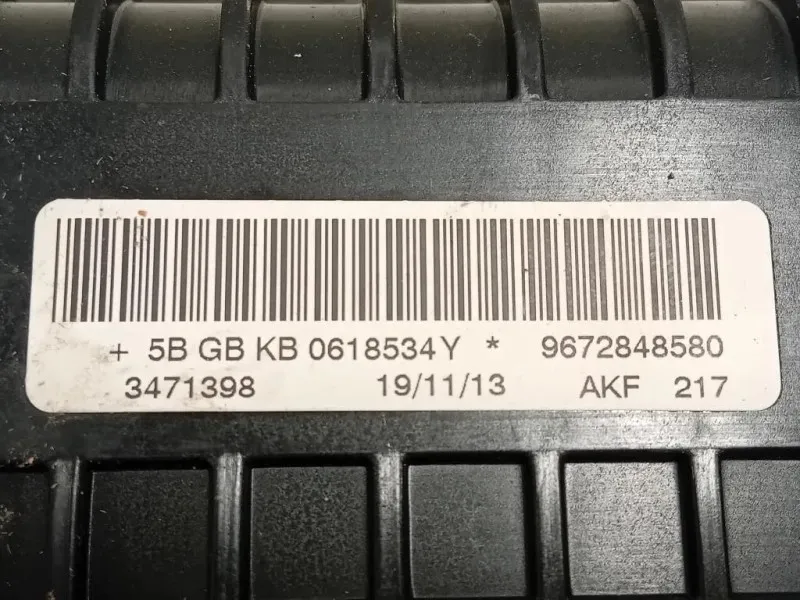 + 5B GB KB 0618534Y * 9672848580
3471398 19/11/13 AKF 217